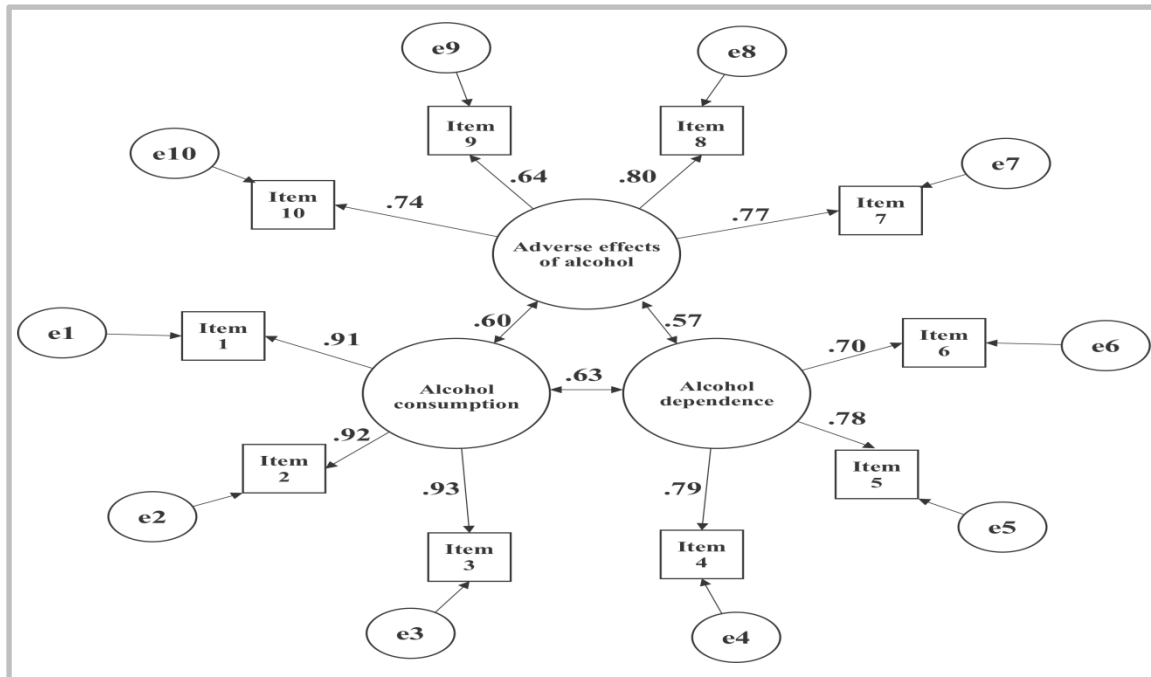 e9
e8
Item
9
Item
8
e10
e7
Item
10
.64
.80
Item
7
.74
.77
Adverse effects
of alcohol
e1
Item
1
.91
.60
.57
.70
Item
6
e6
Alcohol
consumption
.63
Alcohol
dependence
.92
.78
Item
2
Item
5
.93
.79
e2
e5
Item
3
Item
4
e3
e4